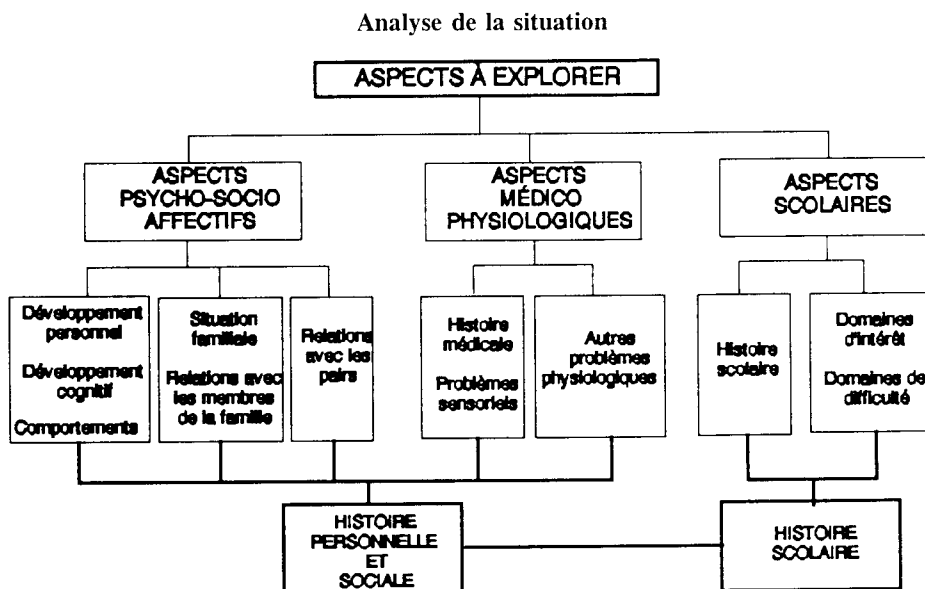 Analyse de la situation
ASPECTS À EXPLORER
ASPECTS
PSYCHO-SOCIO
AFFECTIFS
ASPECTS
MÉDICO
PHYSIOLOGIQUES
ASPECTS
SCOLAIRES
Développement
personnel
Développement
cognitif
Comportements
Situation
familiale
Relations avec
les membres
de la famille
Relations
avec les
pairs
Histoire
médicale
Problèmes
sensoriels
Autres
problèmes
physiologiques
Histoire
scolaire
Domaines
d'intérêt
Domaines de
difficulté
HISTOIRE
PERSONNELLE
ET
SOCIALE
HISTOIRE
SCOLAIRE